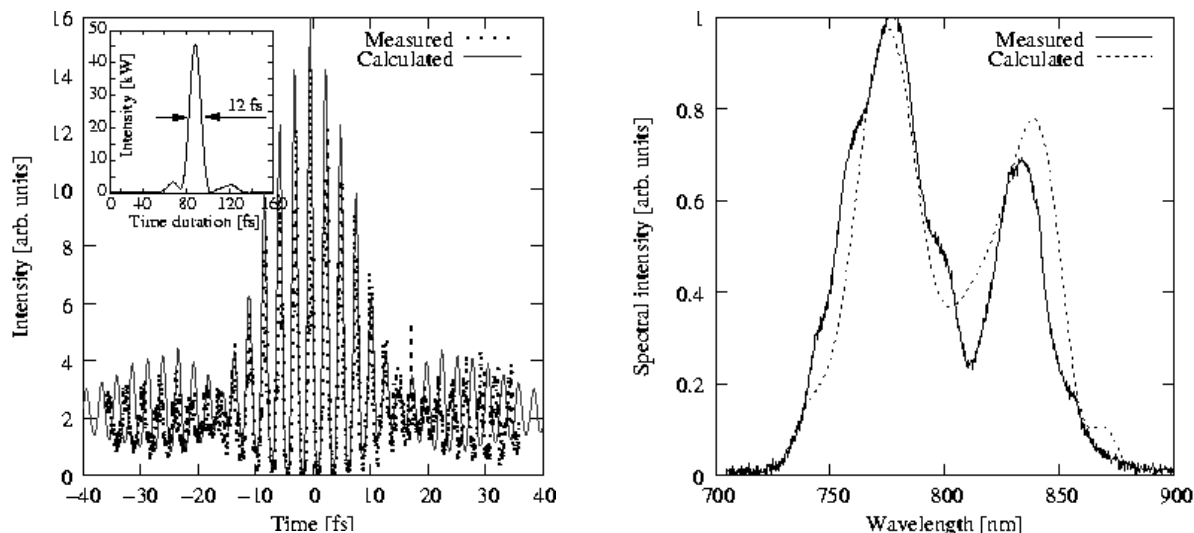 16
14
12
10
8
6
4
2
0
Intensity [arb. units]
−40 −30 −20 −10 0 10 20 30 40
Time [fs]
Measured
Calculated
50
40
30
20
10
0
Intensity [kW]
12 fs
0 40 80 120 160
Time duration [fs]
1
0.8
0.6
0.4
0.2
0
Spectral intensity [arb. units]
Measured
Calculated
700 750 800 850 900
Wavelength [nm]